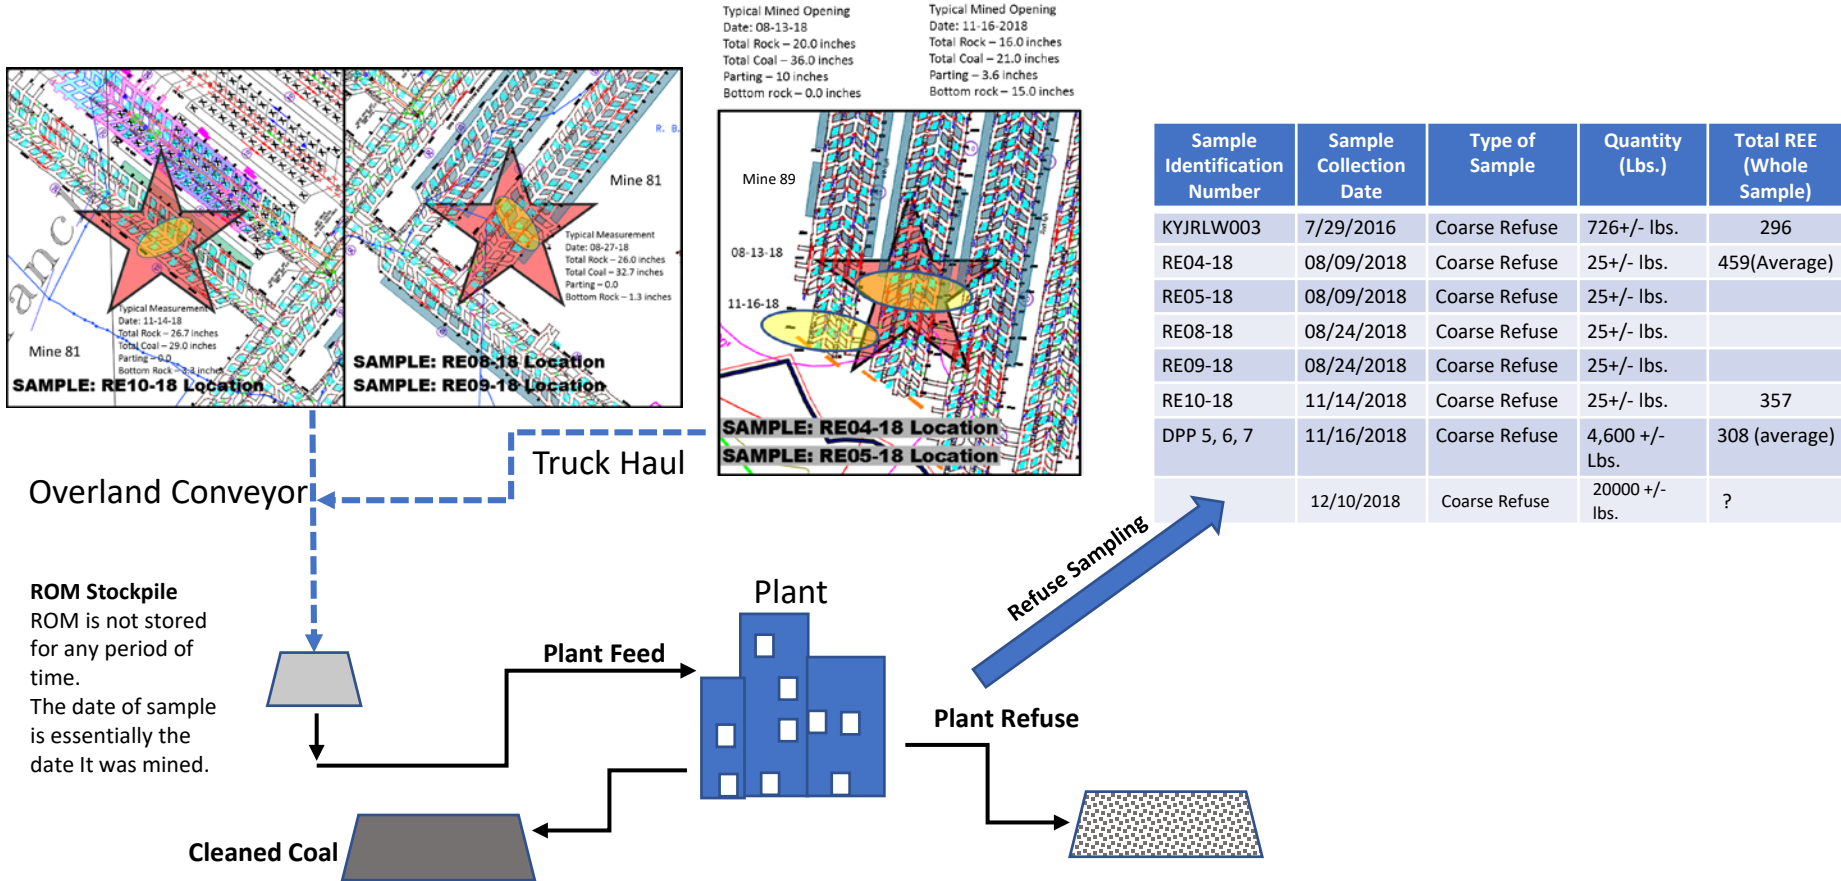 Typical Mined Opening
Date: 08-13-18
Total Rock – 20.0 inches
Total Coal – 36.0 inches
Parting – 10 inches
Bottom rock – 0.0 inches
Typical Mined Opening
Date: 11-16-2018
Total Rock – 16.0 inches
Total Coal – 21.0 inches
Parting – 3.6 inches
Bottom rock – 15.0 inches
Mine 81
Typical Measurement
Date: 11-14-18
Total Rock – 26.7 inches
Total Coal – 29.0 inches
Parting – 0.0
Bottom Rock – 3.3 inches
SAMPLE: RE10-18 Location
R. B.
Mine 81
Typical Measurement
Date: 08-27-18
Total Rock – 26.0 inches
Total Coal – 32.7 inches
Parting – 0.0
Bottom Rock – 1.3 inches
SAMPLE: RE08-18 Location
SAMPLE: RE09-18 Location
Mine 89
08-13-18
11-16-18
SAMPLE: RE04-18 Location
SAMPLE: RE05-18 Location
Sample Identification Number Sample Collection Date Type of Sample Quantity (Lbs.) Total REE (Whole Sample)
KYJRLW003 7/29/2016 Coarse Refuse 726+/- lbs. 296
RE04-18 08/09/2018 Coarse Refuse 25+/- lbs. 459(Average)
RE05-18 08/09/2018 Coarse Refuse 25+/- lbs.
RE08-18 08/24/2018 Coarse Refuse 25+/- lbs.
RE09-18 08/24/2018 Coarse Refuse 25+/- lbs.
RE10-18 11/14/2018 Coarse Refuse 25+/- lbs. 357
DPP 5, 6, 7 11/16/2018 Coarse Refuse 4,600 +/- Lbs. 308 (average)
12/10/2018 Coarse Refuse 20000 +/- lbs. ?
Truck Haul
Overland Conveyor
ROM Stockpile
ROM is not stored
for any period of
time.
The date of sample
is essentially the
date It was mined.
Plant Feed
Plant
Refuse Sampling
Plant Refuse
Cleaned Coal